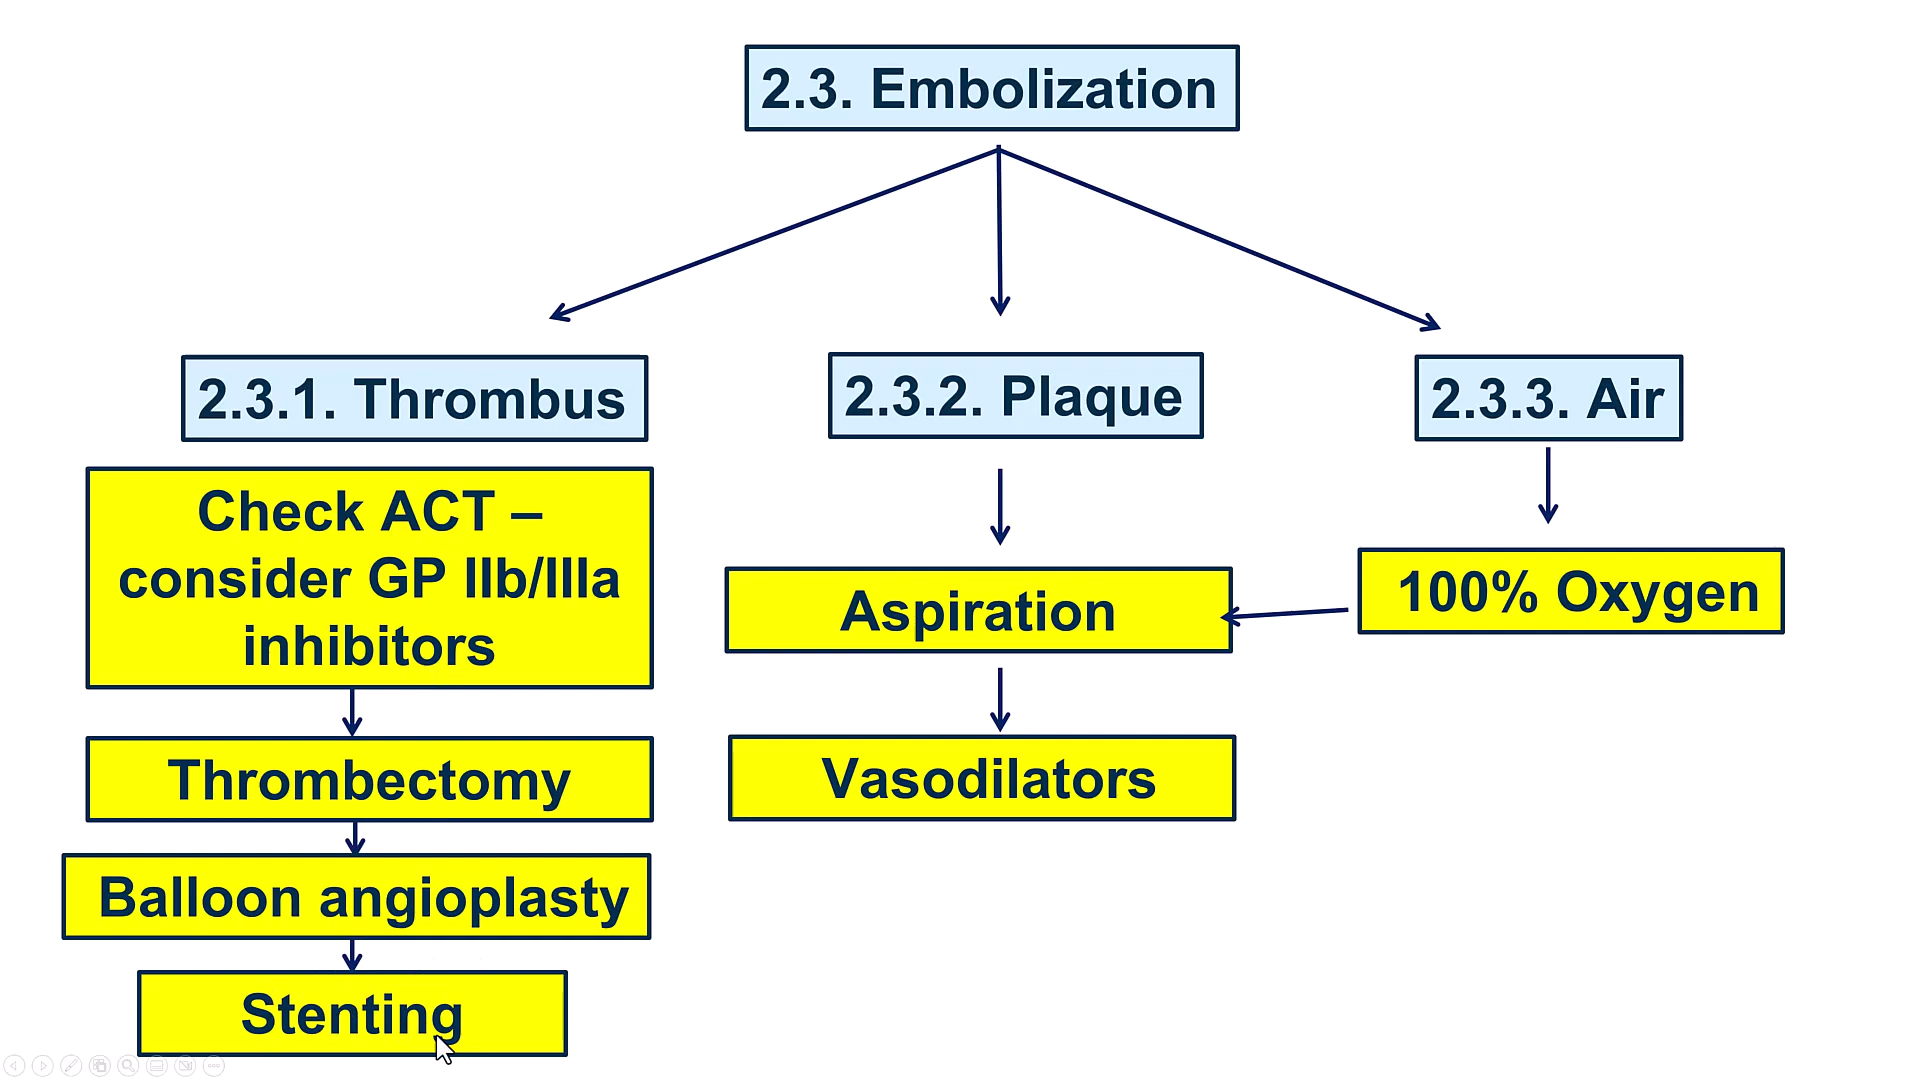 2.3. Embolization
2.3.1. Thrombus
Check ACT –
consider GP IIb/IIIa
inhibitors
Thrombectomy
Balloon angioplasty
Stenting
2.3.2. Plaque
Aspiration
Vasodilators
2.3.3. Air
100% Oxygen